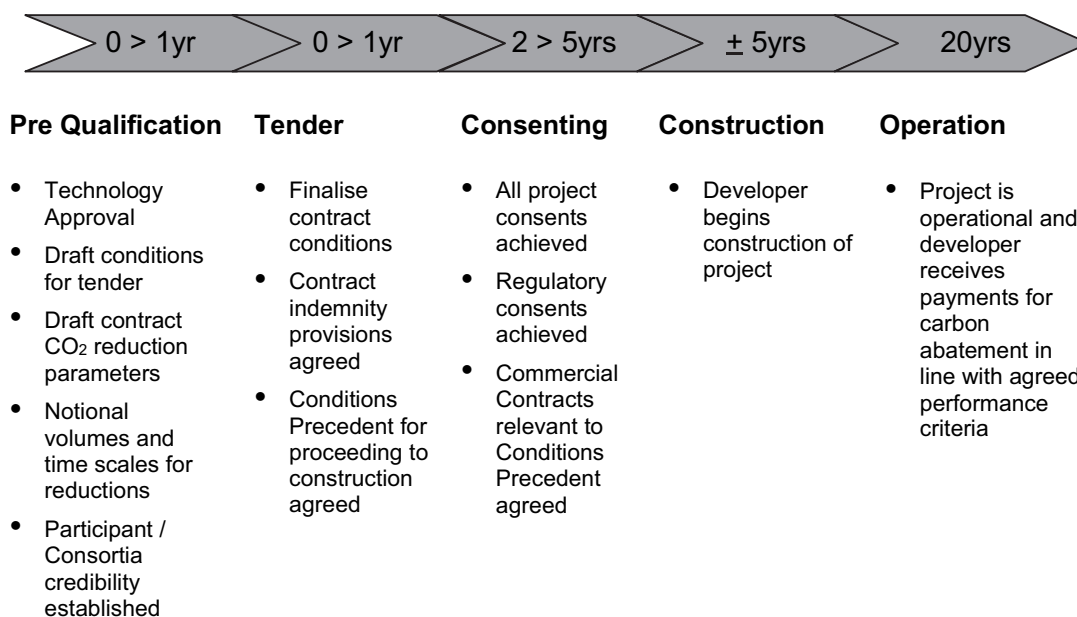 0 > 1yr
0 > 1yr
2 > 5yrs
± 5yrs
20yrs
Pre Qualification
Tender
Consenting
Construction
Operation
• Technology
Approval
• Draft conditions
for tender
• Draft contract
CO2 reduction
parameters
• Notional
volumes and
time scales for
reductions
• Participant /
Consortia
credibility
established
• Finalise
contract
conditions
• Contract
indemnity
provisions
agreed
• Conditions
Precedent for
proceeding to
construction
agreed
• All project
consents
achieved
• Regulatory
consents
achieved
• Commercial
Contracts
relevant to
Conditions
Precedent
agreed
• Developer
begins
construction of
project
• Project is
operational and
developer
receives
payments for
carbon
abatement in
line with agreed
performance
criteria